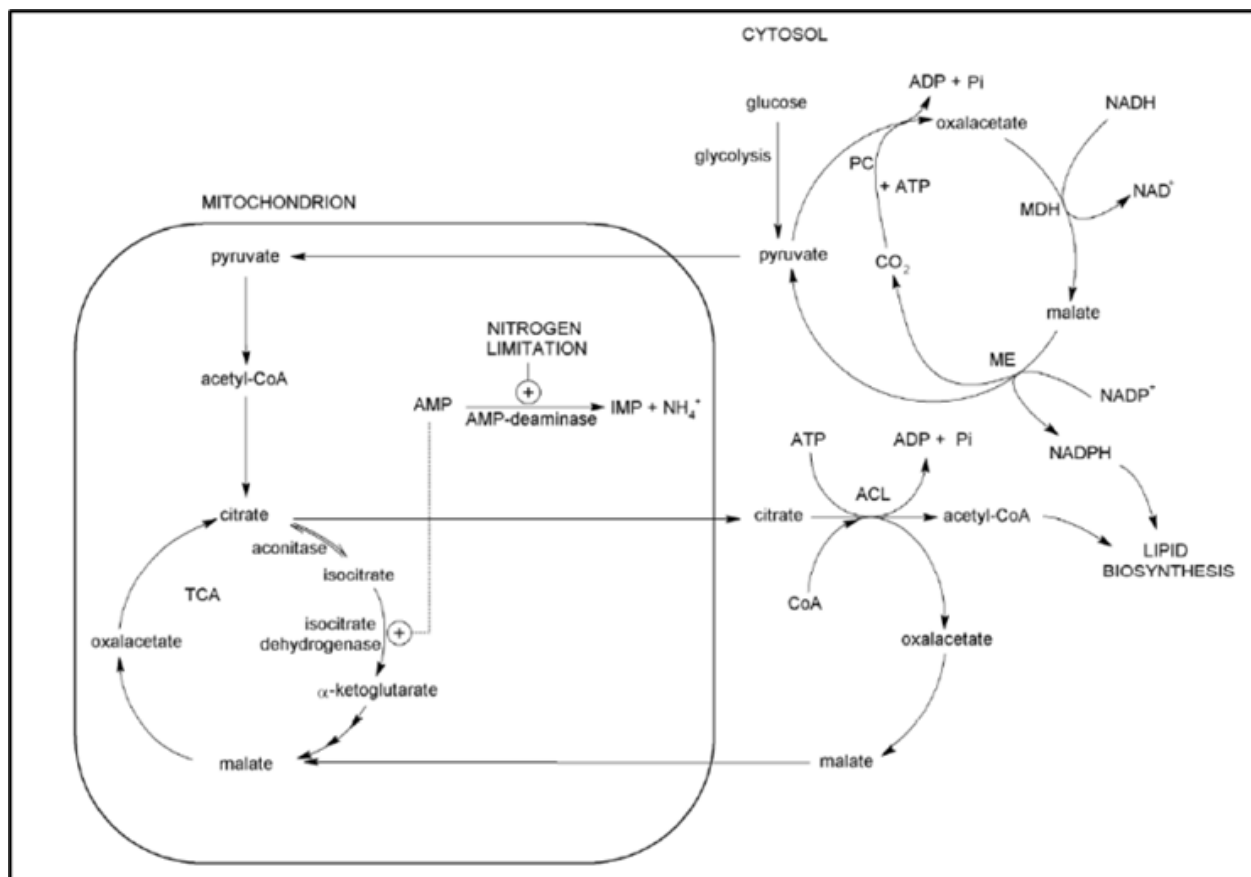 CYTOSOL
ADP + Pi
glucose
NADH
oxalacetate
glycolysis
PC
+ ATP
MDH
NAD⁺
MITOCHONDRION
pyruvate
pyruvate
CO₂
malate
NITROGEN
LIMITATION
ME
acetyl-CoA
+
AMP
IMP + NH₄⁺
AMP-deaminase
NADP⁺
ATP
ADP + Pi
NADPH
citrate
citrate
ACL
acetyl-CoA
aconitase
isocitrate
LIPID
BIOSYNTHESIS
TCA
CoA
isocitrate
dehydrogenase
+
oxalacetate
oxalacetate
α-ketoglutarate
malate
malate